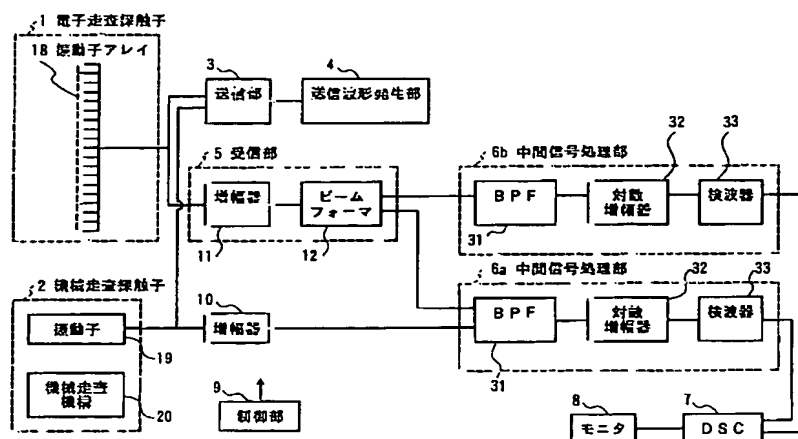 1 電子走査探触子
18 振動子アレイ
3
送信部
4
送信波形発生部
5 受信部
増幅器
11
ビーム
フォーマ
12
6b 中間信号処理部
BPF
31
対数
増幅器
32
検波器
33
6a 中間信号処理部
BPF
31
対数
増幅器
32
検波器
33
2 機械走査探触子
振動子
19
機械走査
機構
20
10
増幅器
9
制御部
8
モニタ
7
DSC